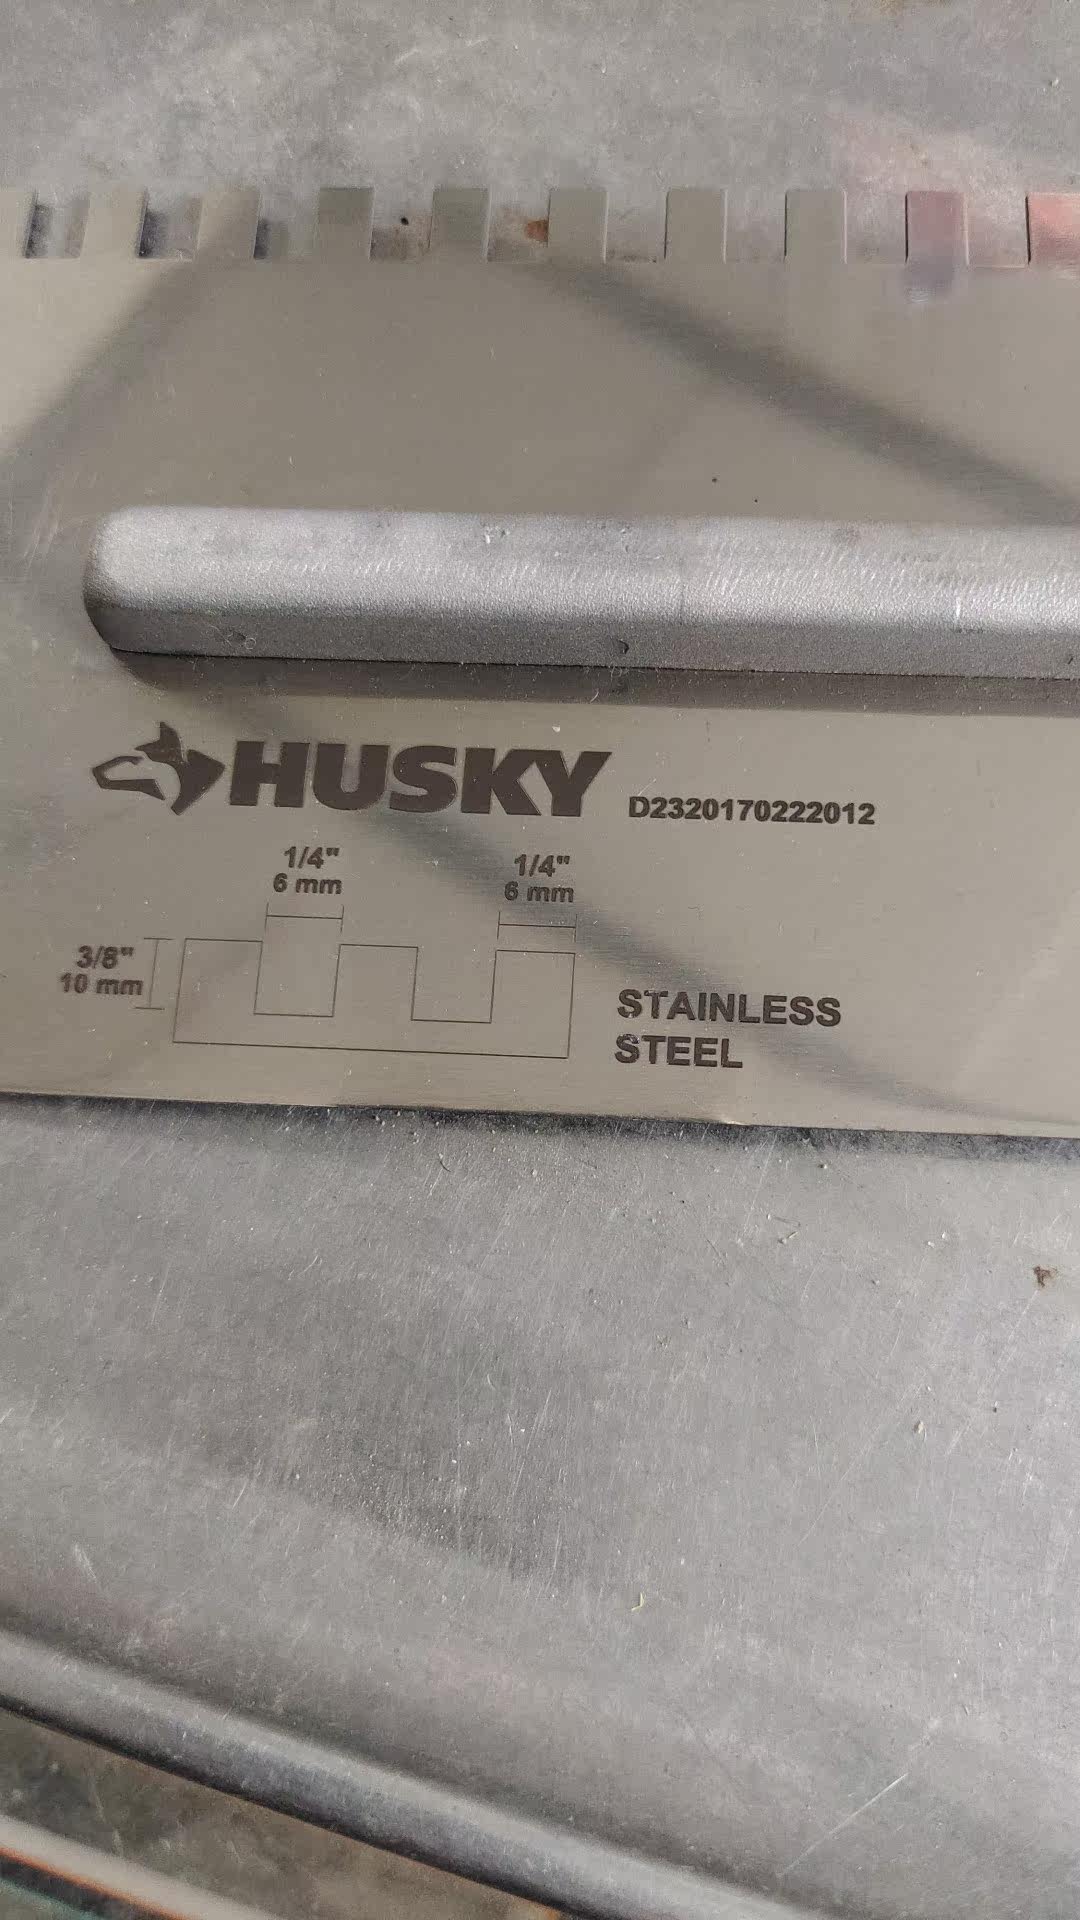 HUSKY D2320170222012
1/4" 1/4"
6 mm 6 mm
3/8"
10 mm
STAINLESS
STEEL